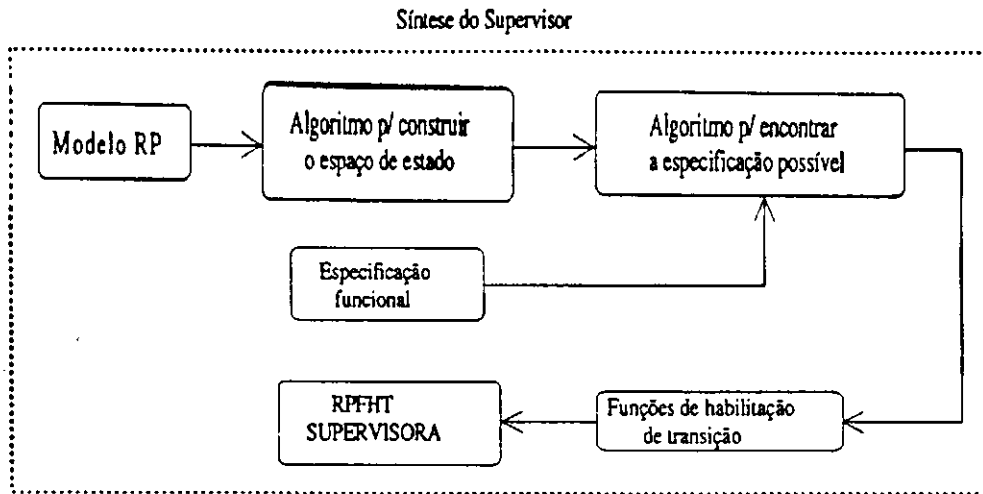 Síntese do Supervisor
Modelo RP
Algoritmo p/ construir
o espaço de estado
Algoritmo p/ encontrar
a especificação possível
Especificação
funcional
RPFHT
SUPERVISORA
Funções de habilitação
de transição